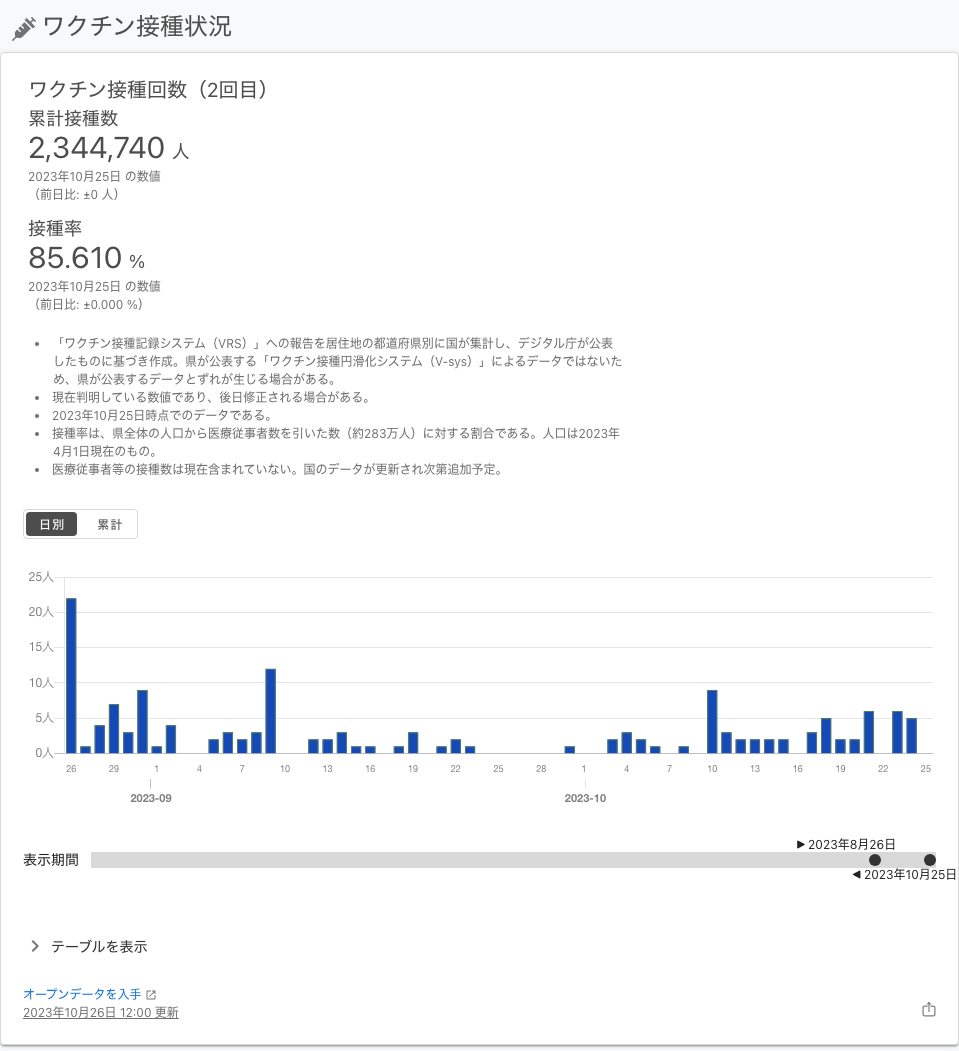 ワクチン接種状況
ワクチン接種回数（2回目）
累計接種数
2,344,740 人
2023年10月25日 の数値
（前日比: ±0 人）
接種率
85.610 %
2023年10月25日 の数値
（前日比: ±0.000 %）
• 「ワクチン接種記録システム（VRS）」への報告を居住地の都道府県別に国が集計し、デジタル庁が公表
したものに基づき作成。県が公表する「ワクチン接種円滑化システム（V-sys）」によるデータではないた
め、県が公表するデータとずれが生じる場合がある。
• 現在判明している数値であり、後日修正される場合がある。
• 2023年10月25日時点でのデータである。
• 接種率は、県全体の人口から医療従事者数を引いた数（約283万人）に対する割合である。人口は2023年
4月1日現在のもの。
• 医療従事者等の接種数は現在含まれていない。国のデータが更新され次第追加予定。
日別 累計
25人
20人
15人
10人
5人
0人
26 29 1 4 7 10 13 16 19 22 25 28 1 4 7 10 13 16 19 22 25
2023-09 2023-10
▶ 2023年8月26日
表示期間
◀ 2023年10月25日
テーブルを表示
オープンデータを入手
2023年10月26日 12:00 更新